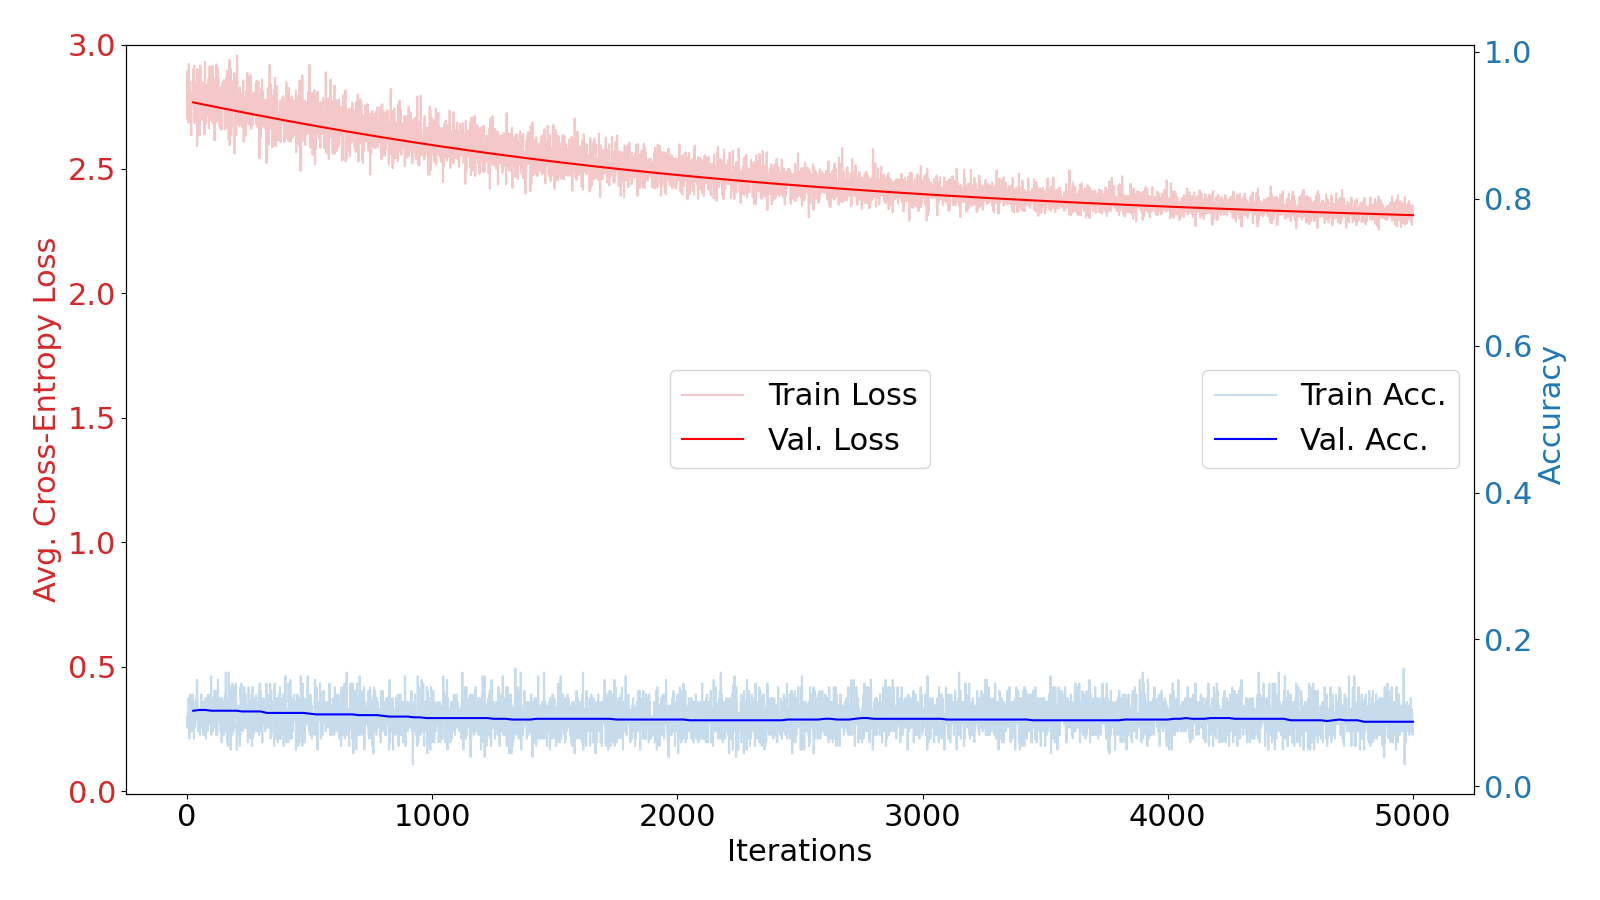 3.0
2.5
2.0
1.5
1.0
0.5
0.0
Avg. Cross-Entropy Loss
Train Loss
Val. Loss
Train Acc.
Val. Acc.
1.0
0.8
0.6
0.4
0.2
0.0
Accuracy
0 1000 2000 3000 4000 5000
Iterations